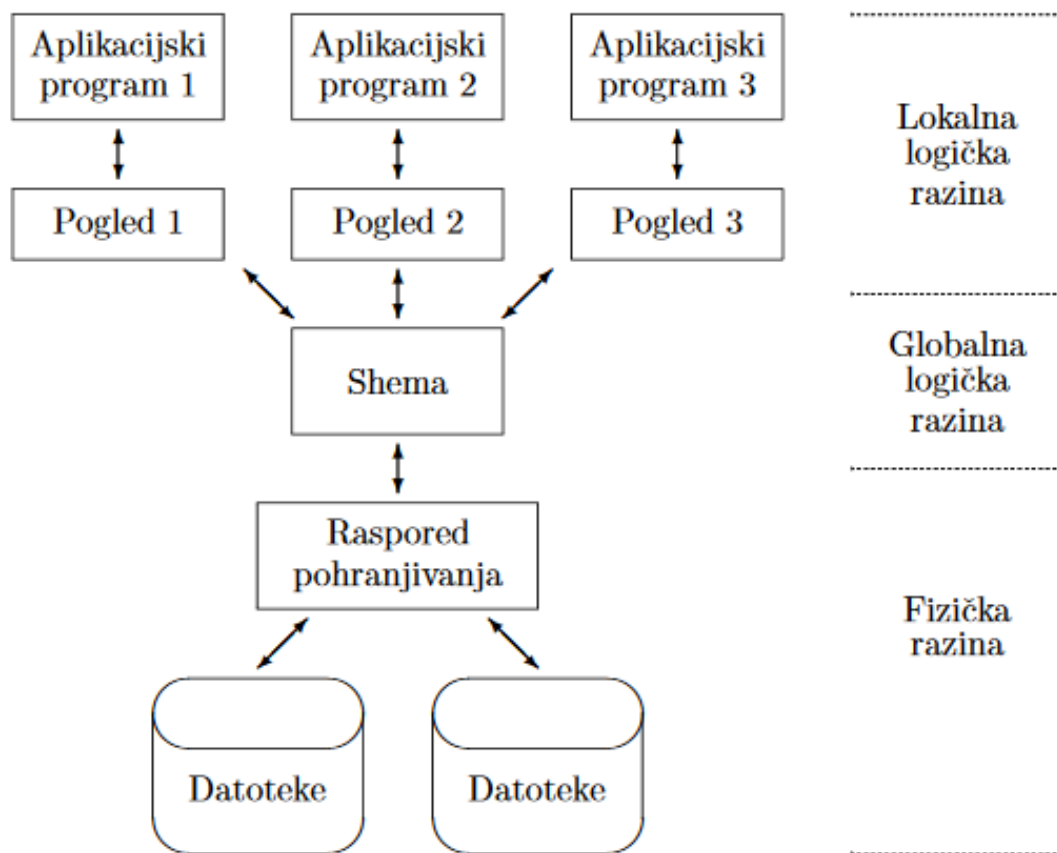 Aplikacijski
program 1
Aplikacijski
program 2
Aplikacijski
program 3
Lokalna
logička
razina
Pogled 1
Pogled 2
Pogled 3
Shema
Globalna
logička
razina
Raspored
pohranjivanja
Fizička
razina
Datoteke
Datoteke